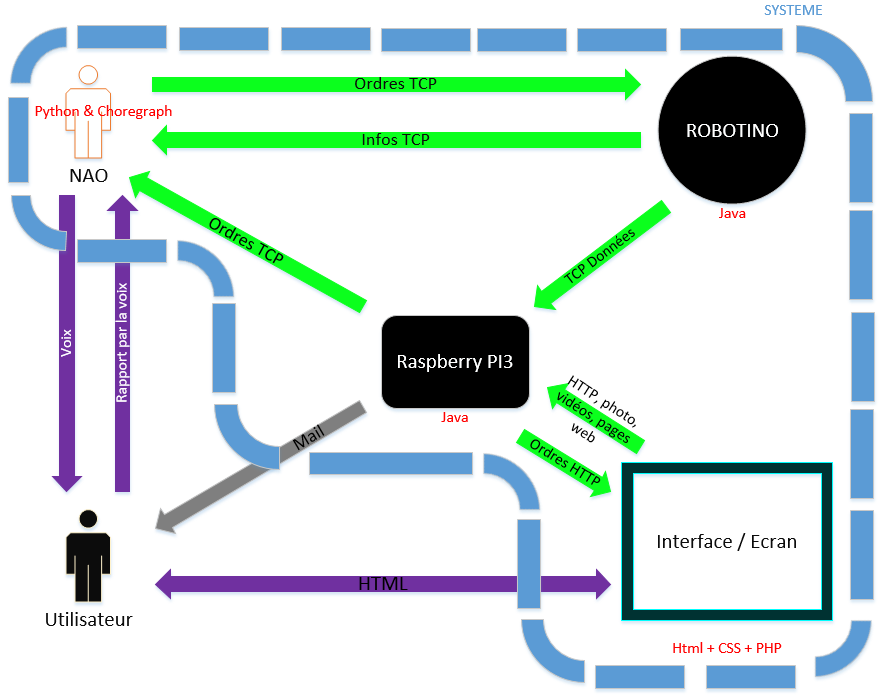 SYSTEME
Ordres TCP
Python & Choregraph
ROBOTINO
Infos TCP
NAO
Java
Ordres TCP
TCP Données
Voix
Rapport par la voix
Raspberry PI3
Java
HTTP, photo,
vidéos, pages
web
Mail
Ordres HTTP
Interface / Ecran
HTML
Utilisateur
Html + CSS + PHP